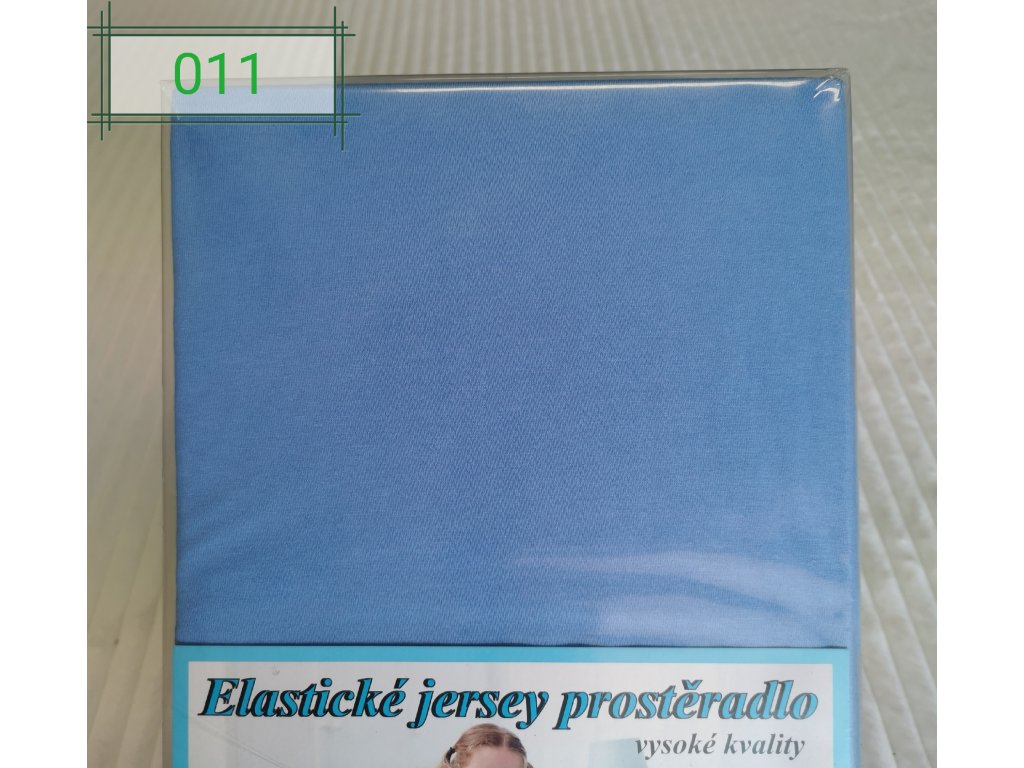 011
Elastické jersey prostěradlo
vysoké kvality